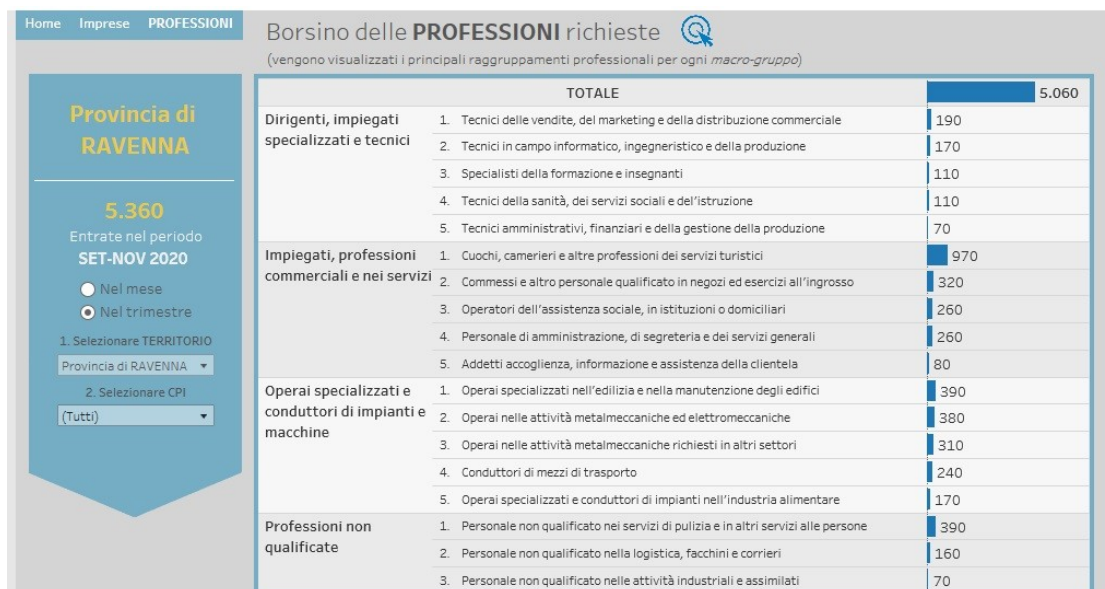 Home Imprese PROFESSIONI
Borsino delle PROFESSIONI richieste
(vengono visualizzati i principali raggruppamenti professionali per ogni macro-gruppo)
Provincia di
RAVENNA
5.360
Entrate nel periodo
SET-NOV 2020
Nel mese
Nel trimestre
1. Selezionare TERRITORIO
Provincia di RAVENNA
2. Selezionare CPI
(Tutti)
TOTALE 5.060
Dirigenti, impiegati
specializzati e tecnici
1. Tecnici delle vendite, del marketing e della distribuzione commerciale 190
2. Tecnici in campo informatico, ingegneristico e della produzione 170
3. Specialisti della formazione e insegnanti 110
4. Tecnici della sanità, dei servizi sociali e del'istruzione 110
5. Tecnici amministrativi, finanziari e della gestione della produzione 70
Impiegati, professioni
commerciali e nei servizi
1. Cuochi, camerieri e altre professioni dei servizi turistici 970
2. Commessi e altro personale qualificato in negozi ed esercizi all'ingrosso 320
3. Operatori dell'assistenza sociale, in istituzioni o domiciliari 260
4. Personale di amministrazione, di segreteria e dei servizi generali 260
5. Addetti accoglienza, informazione e assistenza della clientela 80
Operai specializzati e
conduttori di impianti e
macchine
1. Operai specializzati nell'edilizia e nella manutenzione degli edifici 390
2. Operai nelle attività metalmeccaniche ed elettromeccaniche 380
3. Operai nelle attività metalmeccaniche richiesti in altri settori 310
4. Conduttori di mezzi di trasporto 240
5. Operai specializzati e conduttori di impianti nell'industria alimentare 170
Professioni non
qualificate
1. Personale non qualificato nei servizi di pulizia e in altri servizi alle persone 390
2. Personale non qualificato nella logistica, facchini e corrieri 160
3. Personale non qualificato nelle attività industriali e assimilati 70